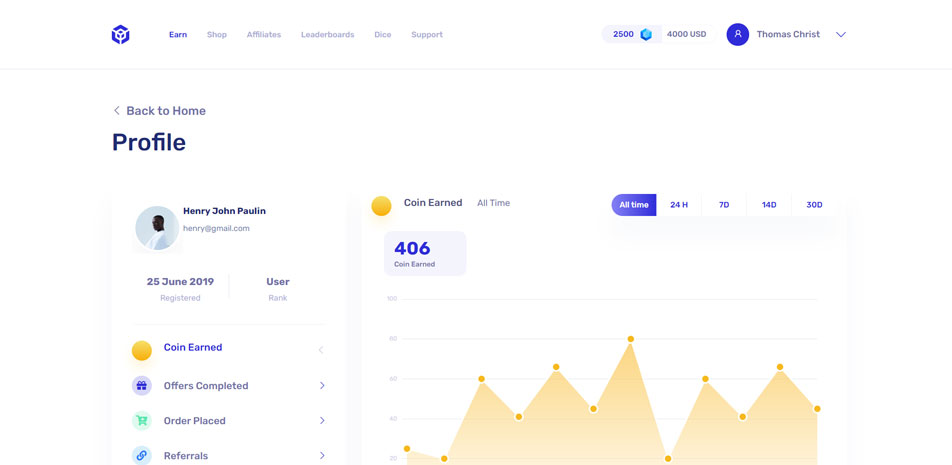 Earn Shop Affiliates Leaderboards Dice Support 2500 4000 USD Thomas Christ
Back to Home
Profile
Henry John Paulin
henry@gmail.com
25 June 2019 User
Registered Rank
Coin Earned
Offers Completed
Order Placed
Referrals
Coin Earned All Time All time 24 H 7D 14D 30D
406
Coin Earned
100
80
60
40
20